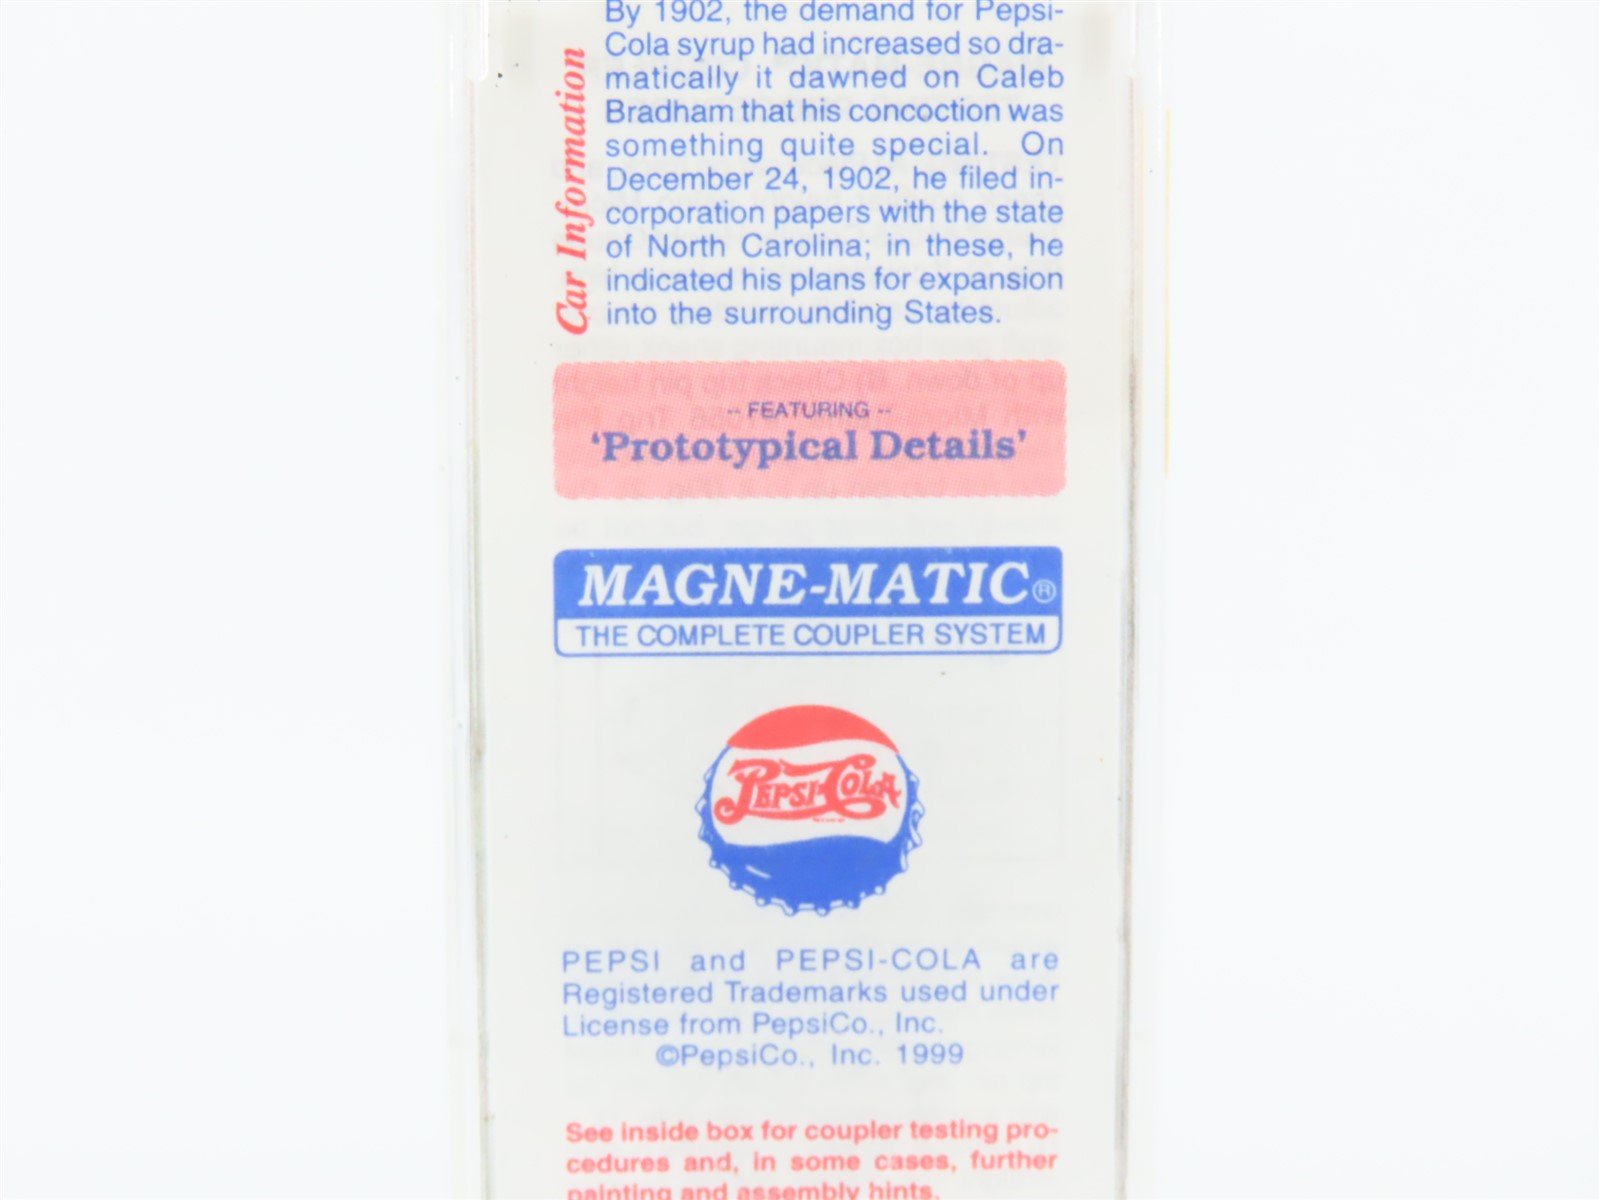 By 1902, the demand for Pepsi-
Cola syrup had increased so dra-
matically it dawned on Caleb
Bradham that his concoction was
something quite special. On
December 24, 1902, he filed in-
corporation papers with the state
of North Carolina; in these, he
indicated his plans for expansion
into the surrounding States.
Car Information
-- FEATURING --
‘Prototypical Details’
MAGNE-MATIC®
THE COMPLETE COUPLER SYSTEM
PEPSI-COLA
PEPSI and PEPSI-COLA are
Registered Trademarks used under
License from PepsiCo., Inc.
©PepsiCo., Inc. 1999
See inside box for coupler testing pro-
cedures and, in some cases, further
painting and assembly hints.